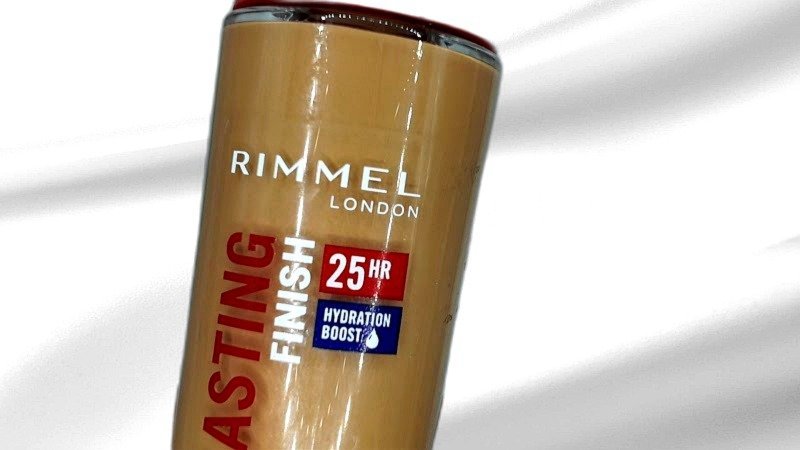 RIMMEL
LONDON
ASTING
FINISH
25 HR
HYDRATION
BOOST